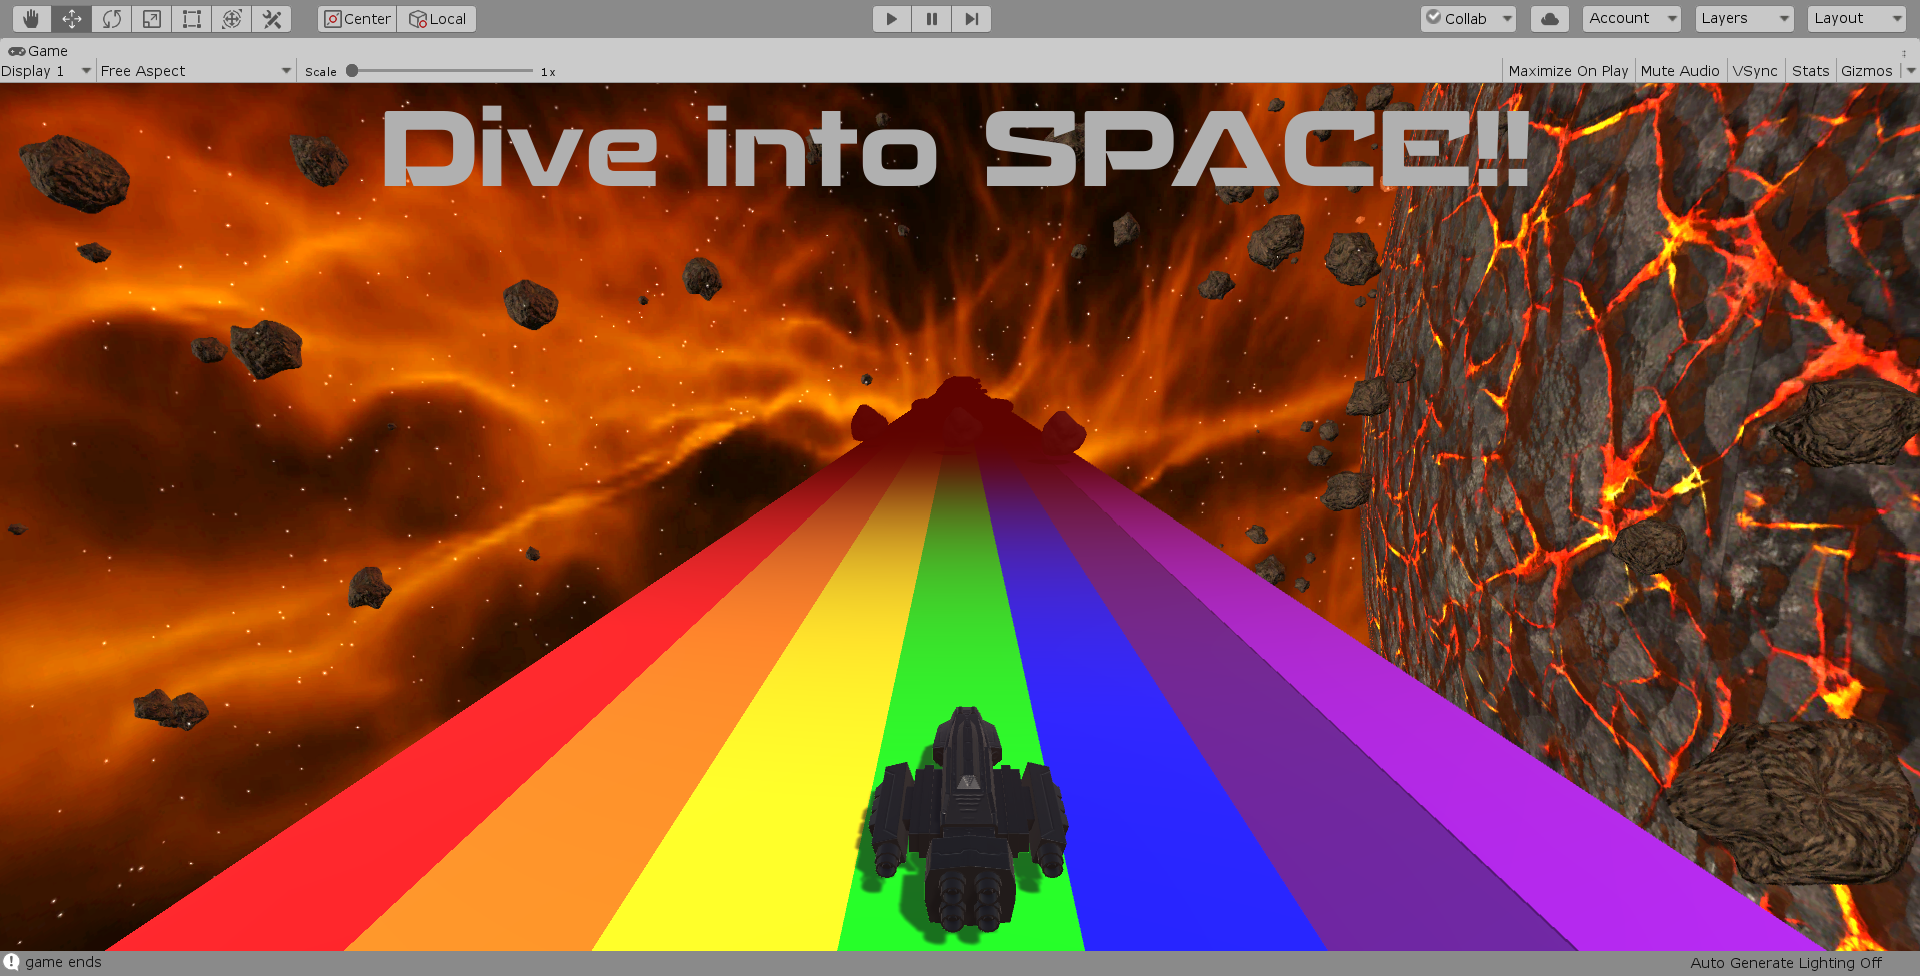 Center Local Collab Account Layers Layout
Game
Display 1 Free Aspect Scale 1x Maximize On Play Mute Audio VSync Stats Gizmos
Dive into SPACE!!
game ends Auto Generate Lighting Off